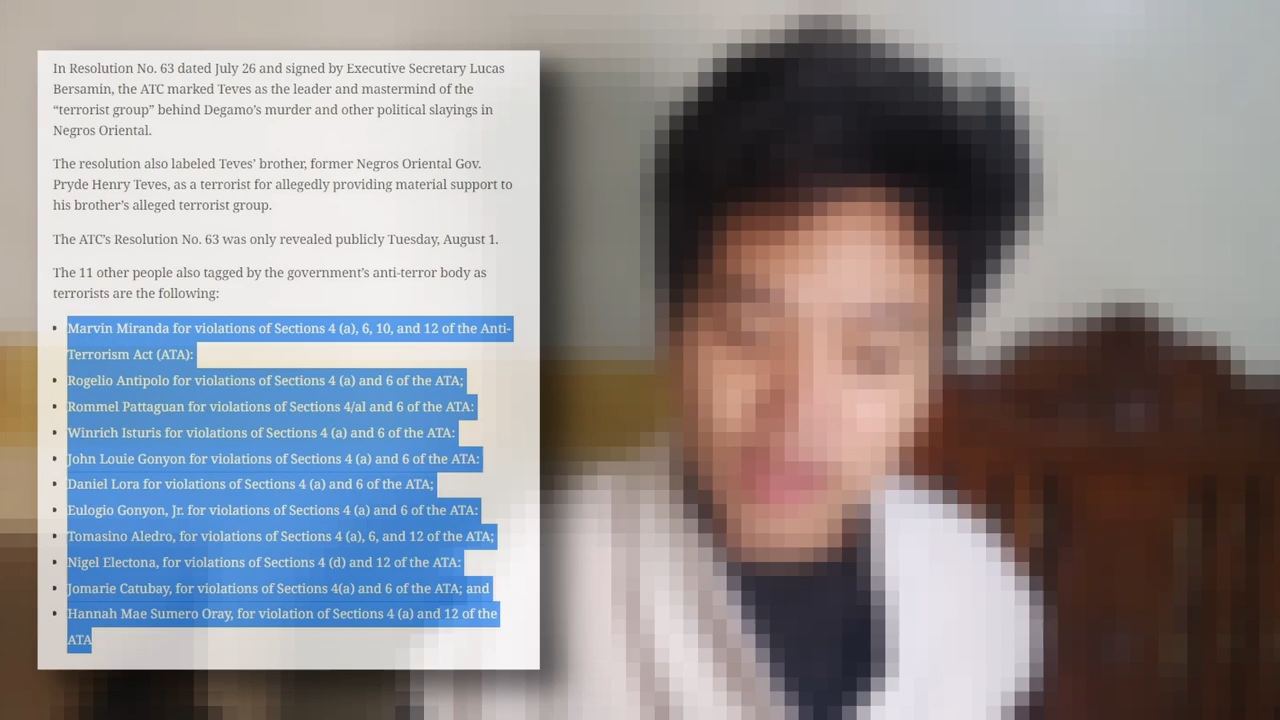 In Resolution No. 63 dated July 26 and signed by Executive Secretary Lucas
Bersamin, the ATC marked Teves as the leader and mastermind of the
“terrorist group” behind Degamo’s murder and other political slayings in
Negros Oriental.
The resolution also labeled Teves’ brother, former Negros Oriental Gov.
Pryde Henry Teves, as a terrorist for allegedly providing material support to
his brother’s alleged terrorist group.
The ATC’s Resolution No. 63 was only revealed publicly Tuesday, August 1.
The 11 other people also tagged by the government’s anti-terror body as
terrorists are the following:
• Marvin Miranda for violations of Sections 4 (a), 6, 10, and 12 of the Anti-
Terrorism Act (ATA):
• Rogelio Antipolo for violations of Sections 4 (a) and 6 of the ATA;
• Rommel Pattaguan for violations of Sections 4/al and 6 of the ATA:
• Winrich Isturis for violations of Sections 4 (a) and 6 of the ATA:
• John Louie Gonyon for violations of Sections 4 (a) and 6 of the ATA:
• Daniel Lora for violations of Sections 4 (a) and 6 of the ATA;
• Eulogio Gonyon, Jr. for violations of Sections 4 (a) and 6 of the ATA:
• Tomasino Aledro, for violations of Sections 4 (a), 6, and 12 of the ATA;
• Nigel Electona, for violations of Sections 4 (d) and 12 of the ATA:
• Jomarie Catubay, for violations of Sections 4(a) and 6 of the ATA; and
• Hannah Mae Sumero Oray, for violation of Sections 4 (a) and 12 of the
ATA